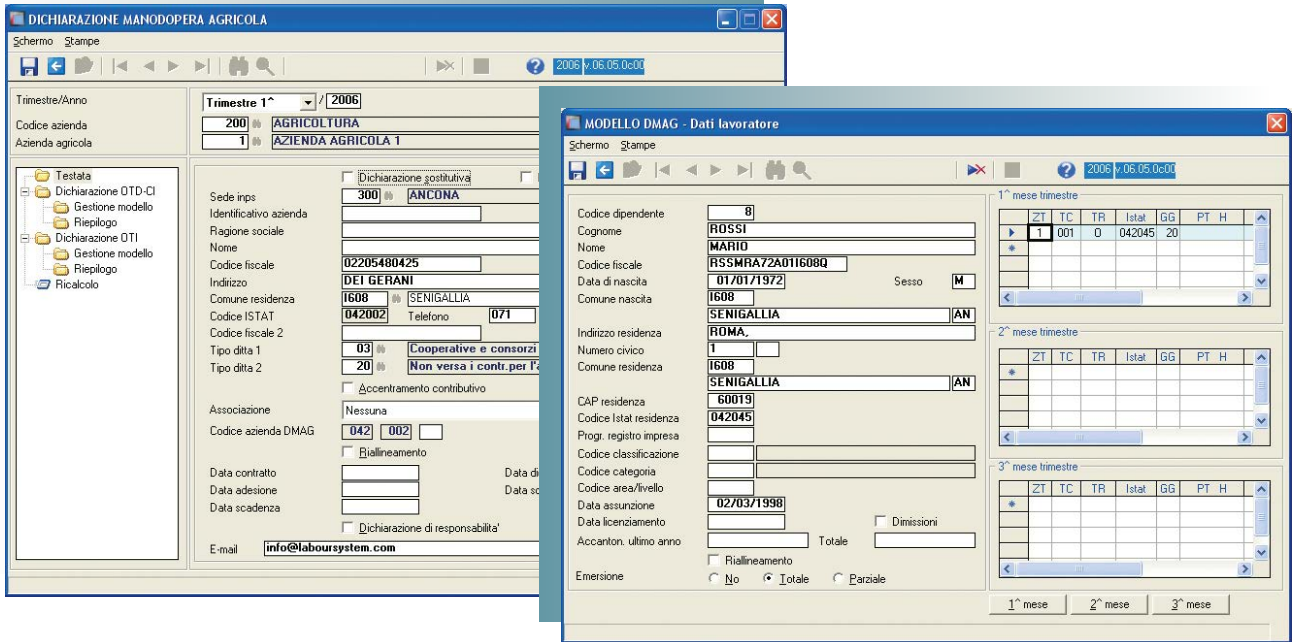 DICHIARAZIONE MANODOPERA AGRICOLA
Schermo Stampe
2006 v.06.05.0c00
Trimestre/Anno Trimestre 1^ / 2006
Codice azienda 200 AGRICOLTURA
Azienda agricola 1 AZIENDA AGRICOLA 1
Testata
Dichiarazione OTD-CI
Gestione modello
Riepilogo
Dichiarazione OTI
Gestione modello
Riepilogo
Ricalcolo
Dichiarazione sostitutiva
Sede inps 300 ANCONA
Identificativo azienda
Ragione sociale
Nome
Codice fiscale 02205480425
Indirizzo DEI GERANI
Comune residenza I608 SENIGALLIA
Codice ISTAT 042002 Telefono 071
Codice fiscale 2
Tipo ditta 1 03 Cooperative e consorzi
Tipo ditta 2 20 Non versa i contr.per l'a
Accentramento contributivo
Associazione Nessuna
Codice azienda DMAG 042 002
Riallineamento
Data contratto Data di
Data adesione Data sc
Data scadenza
Dichiarazione di responsabilita'
E-mail info@laboursystem.com
MODELLO DMAG - Dati lavoratore
Schermo Stampe
2006 v.06.05.0c00
Codice dipendente 8
Cognome ROSSI
Nome MARIO
Codice fiscale RSSMRA72A01I608Q
Data di nascita 01/01/1972 Sesso M
Comune nascita I608
SENIGALLIA AN
Indirizzo residenza ROMA,
Numero civico 1
Comune residenza I608
SENIGALLIA AN
CAP residenza 60019
Codice Istat residenza 042045
Progr. registro impresa
Codice classificazione
Codice categoria
Codice area/livello
Data assunzione 02/03/1998
Data licenziamento Dimissioni
Accanton. ultimo anno Totale
Riallineamento
Emersione No Totale Parziale
1^ mese trimestre
ZT TC TR Istat GG PT H
1 001 O 042045 20
2^ mese trimestre
ZT TC TR Istat GG PT H
3^ mese trimestre
ZT TC TR Istat GG PT H
1^ mese 2^ mese 3^ mese